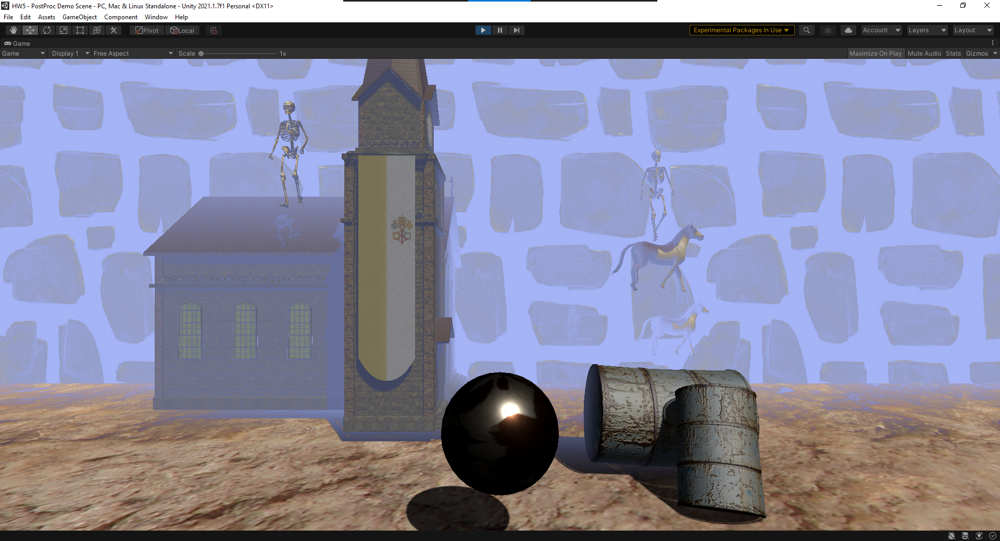 HW5 - PostProc Demo Scene - PC, Mac & Linux Standalone - Unity 2021.1.7f1 Personal <DX11>
File Edit Assets GameObject Component Window Help
Pivot Local Experimental Packages In Use Account Layers Layout
Game
Game Display 1 Free Aspect Scale 1x Maximize On Play Mute Audio Stats Gizmos